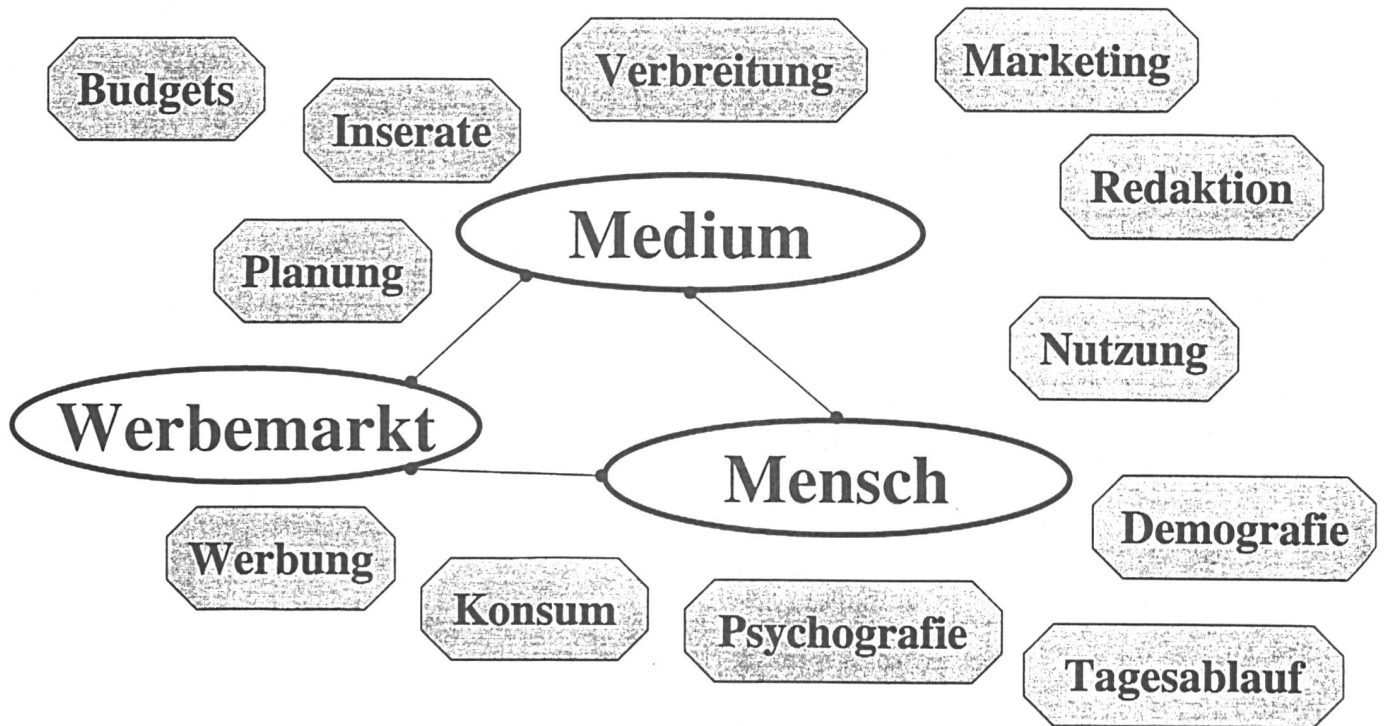 Budgets
Inserate
Verbreitung
Marketing
Redaktion
Medium
Planung
Nutzung
Werbemarkt
Mensch
Demografie
Werbung
Konsum
Psychografie
Tagesablauf